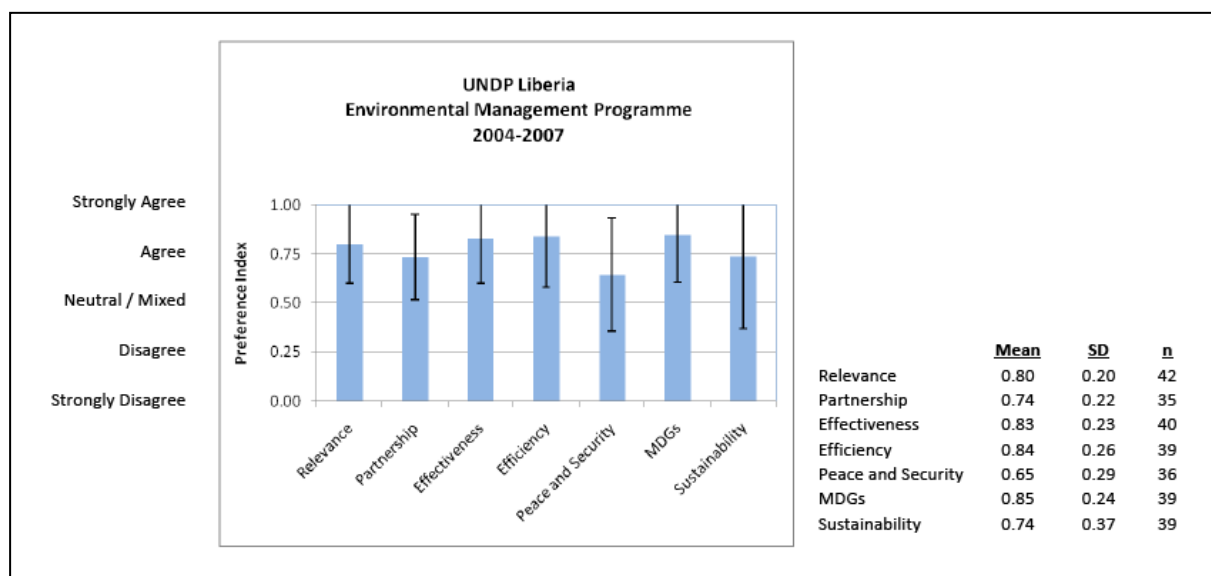 UNDP Liberia
Environmental Management Programme
2004-2007
Strongly Agree
Agree
Neutral / Mixed
Disagree
Strongly Disagree
Preference Index
1.00
0.75
0.50
0.25
0.00
Relevance
Partnership
Effectiveness
Efficiency
Peace and Security
MDGs
Sustainability
Mean SD n
Relevance 0.80 0.20 42
Partnership 0.74 0.22 35
Effectiveness 0.83 0.23 40
Efficiency 0.84 0.26 39
Peace and Security 0.65 0.29 36
MDGs 0.85 0.24 39
Sustainability 0.74 0.37 39